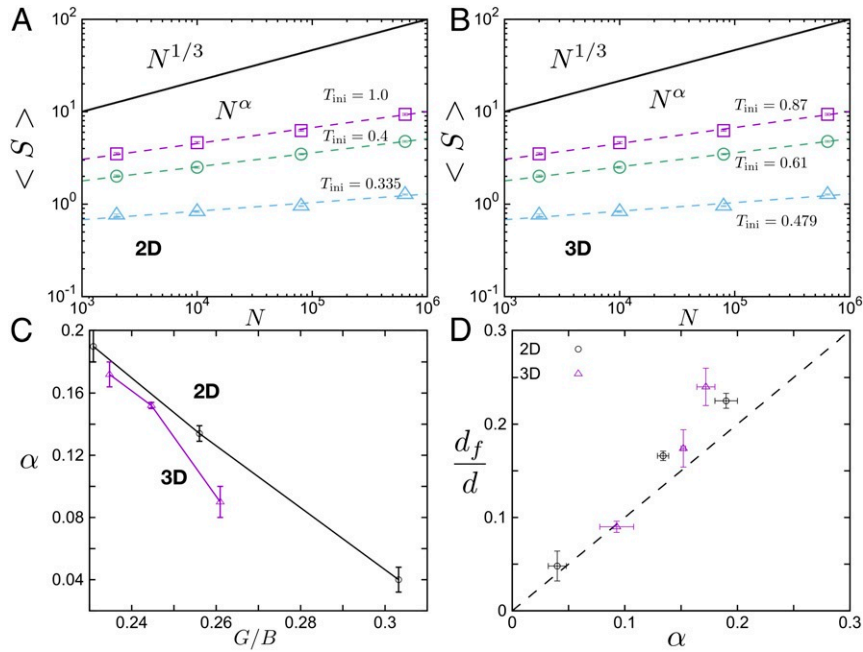 A
10^2
10^1
10^0
10^-1
< S >
N^1/3
N^α
T_ini = 1.0
T_ini = 0.4
T_ini = 0.335
2D
10^3
10^4
10^5
10^6
N
B
10^2
10^1
10^0
10^-1
< S >
N^1/3
N^α
T_ini = 0.87
T_ini = 0.61
T_ini = 0.479
3D
10^3
10^4
10^5
10^6
N
C
0.2
0.16
0.12
0.08
0.04
α
2D
3D
0.22
0.24
0.26
0.28
0.3
G/B
D
0.3
0.2
0.1
0
d_f/d
2D
3D
0
0.1
0.2
0.3
α